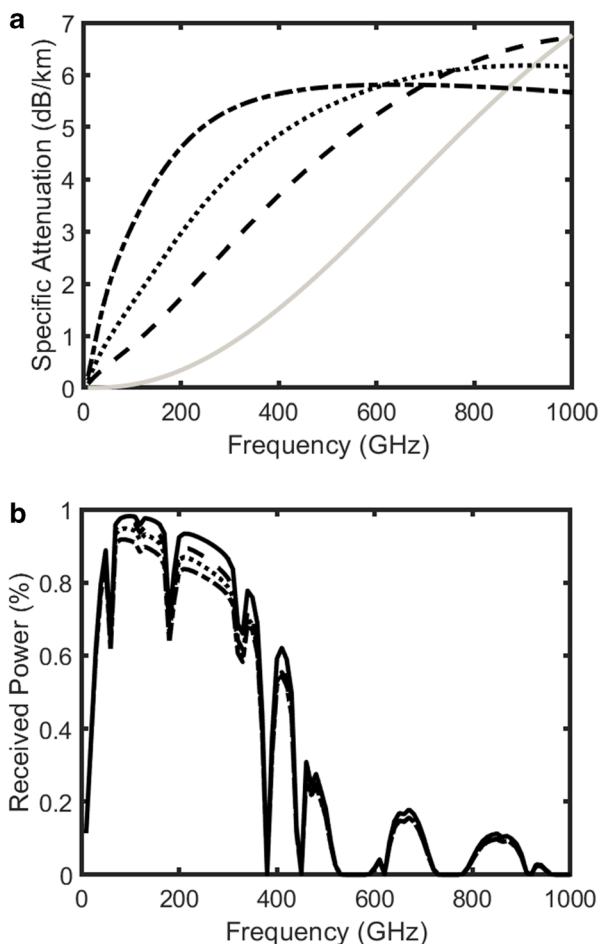 a
7
6
5
4
3
2
1
0
Specific Attenuation (dB/km)
0 200 400 600 800 1000
Frequency (GHz)
b
1
0.8
0.6
0.4
0.2
0
Received Power (%)
0 200 400 600 800 1000
Frequency (GHz)